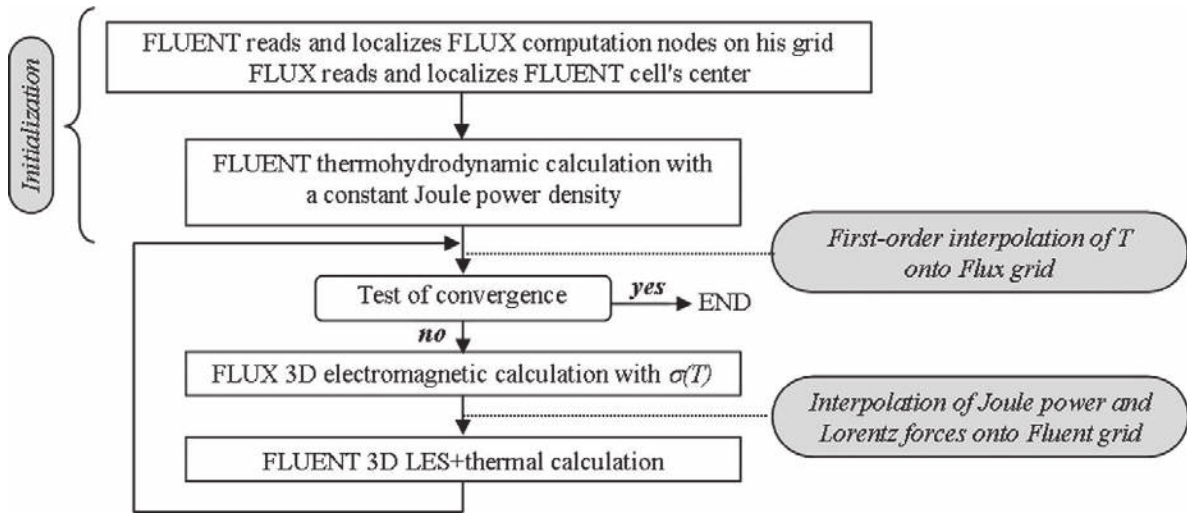 Initialization
FLUENT reads and localizes FLUX computation nodes on his grid
FLUX reads and localizes FLUENT cell's center
FLUENT thermohydrodynamic calculation with
a constant Joule power density
First-order interpolation of T
onto Flux grid
Test of convergence
yes
END
no
FLUX 3D electromagnetic calculation with σ(T)
Interpolation of Joule power and
Lorentz forces onto Fluent grid
FLUENT 3D LES+thermal calculation